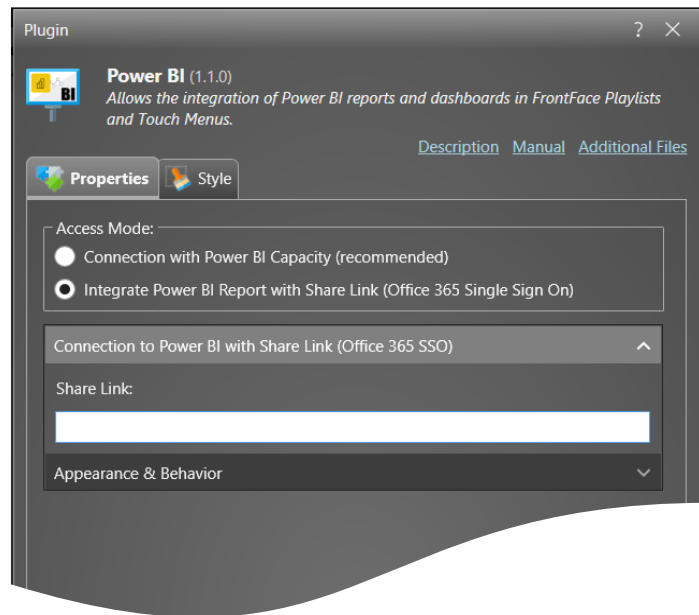 Plugin
?
BI
Power BI (1.1.0)
Allows the integration of Power BI reports and dashboards in FrontFace Playlists
and Touch Menus.
Description Manual Additional Files
Properties Style
Access Mode:
Connection with Power BI Capacity (recommended)
Integrate Power BI Report with Share Link (Office 365 Single Sign On)
Connection to Power BI with Share Link (Office 365 SSO)
Share Link:
Appearance & Behavior